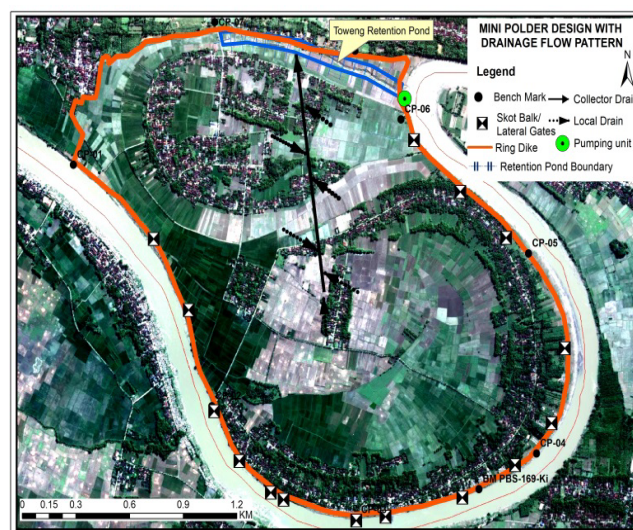 MINI POLDER DESIGN WITH
DRAINAGE FLOW PATTERN
N
Legend
Bench Mark
Collector Drai
Skot Balk/
Lateral Gates
Local Drain
Pumping unit
Ring Dike
Retention Pond Boundary
CP-07
Toweng Retention Pond
CP-06
CP-05
CP-04
BM PBS-169-Ki
0 0.15 0.3 0.6 0.9 1.2
KM